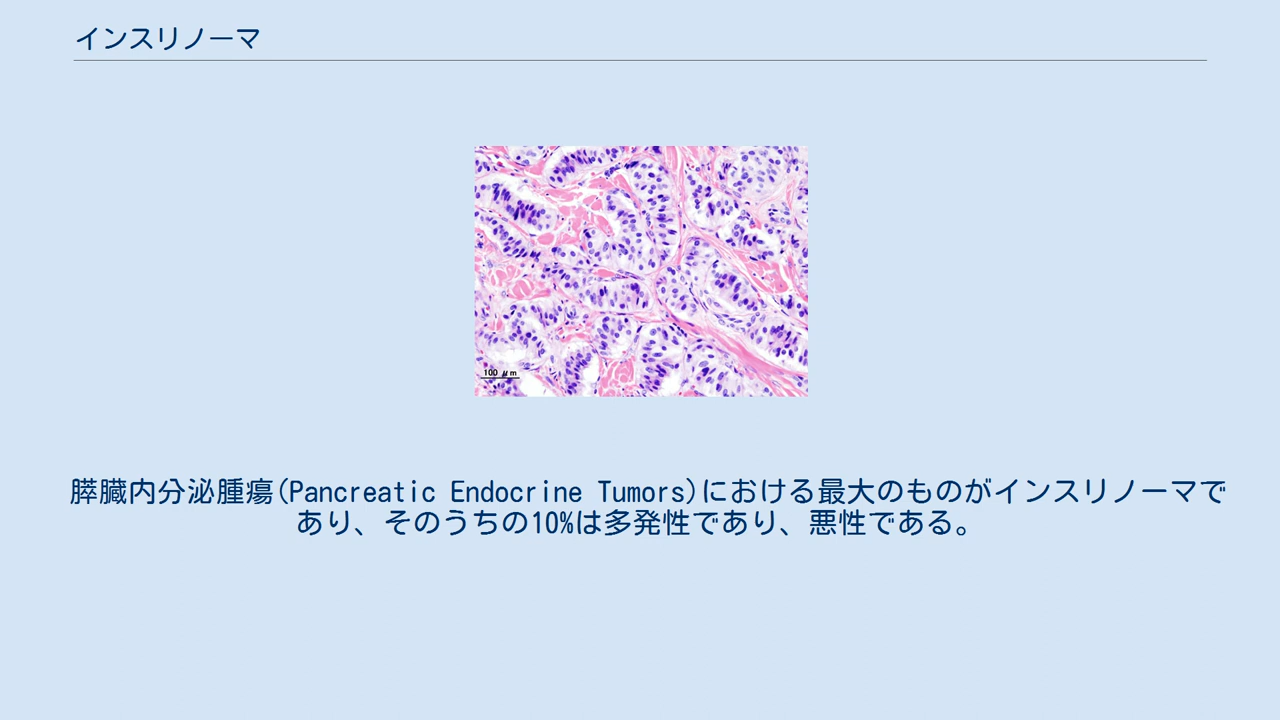 インスリノーマ
100 μm
膵臓内分泌腫瘍(Pancreatic Endocrine Tumors)における最大のものがインスリノーマで
あり、そのうちの10%は多発性であり、悪性である。